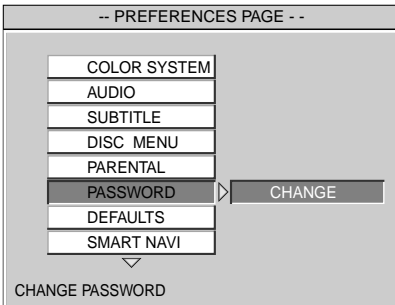 -- PREFERENCES PAGE - -
COLOR SYSTEM
AUDIO
SUBTITLE
DISC MENU
PARENTAL
PASSWORD CHANGE
DEFAULTS
SMART NAVI
CHANGE PASSWORD